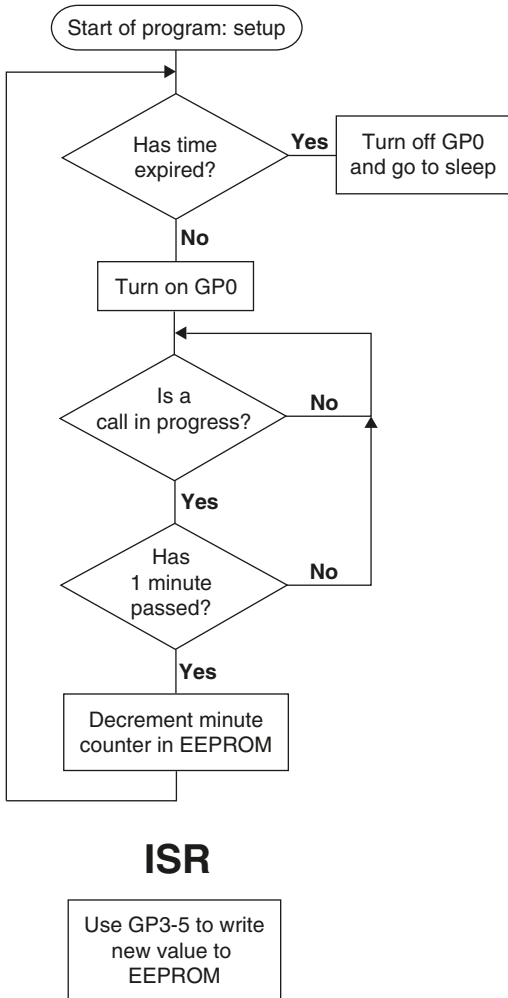 Start of program: setup
Has time
expired?
Yes
Turn off GP0
and go to sleep
No
Turn on GP0
Is a
call in progress?
No
Yes
Has
1 minute
passed?
No
Yes
Decrement minute
counter in EEPROM
ISR
Use GP3-5 to write
new value to
EEPROM